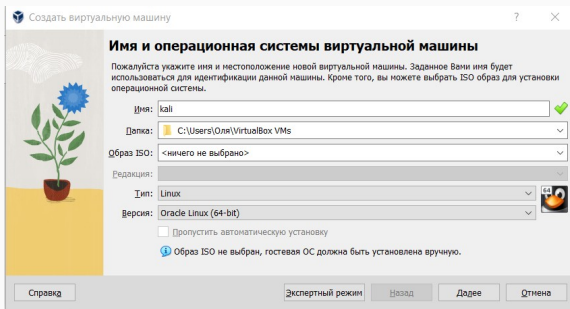 Создать виртуальную машину
Имя и операционная системы виртуальной машины
Пожалуйста укажите имя и местоположение новой виртуальной машины. Заданное Вами имя будет
использоваться для идентификации данной машины. Кроме того, вы можете выбрать ISO образ для установки
операционной системы.
Имя: kali
Папка: C:\Users\Оля\VirtualBox VMs
Образ ISO: <ничего не выбрано>
Редакция:
Тип: Linux
64
Версия: Oracle Linux (64-bit)
Пропустить автоматическую установку
Образ ISO не выбран, гостевая ОС должна быть установлена вручную.
Справка Экспертный режим Назад Далее Отмена